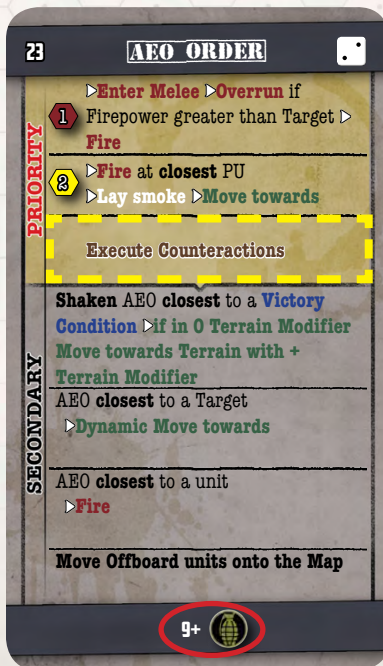 23
AEO ORDER
PRIORITY
1
▷Enter Melee ▷Overrun if
Firepower greater than Target ▷
Fire
2
▷Fire at closest PU
▷Lay smoke ▷Move towards
Execute Counteractions
SECONDARY
Shaken AEO closest to a Victory
Condition ▷if in 0 Terrain Modifier
Move towards Terrain with +
Terrain Modifier
AEO closest to a Target
▷Dynamic Move towards
AEO closest to a unit
▷Fire
Move Offboard units onto the Map
9+